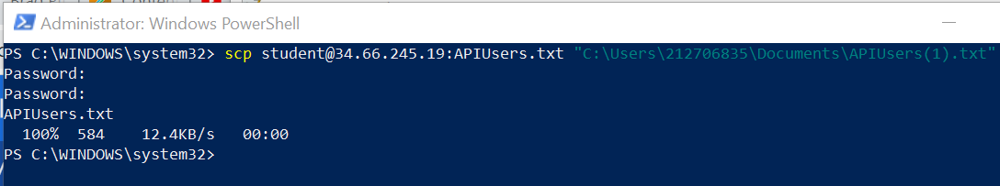 Administrator: Windows PowerShell
PS C:\WINDOWS\system32> scp student@34.66.245.19:APIUsers.txt "C:\Users\212706835\Documents\APIUsers(1).txt"
Password:
Password:
APIUsers.txt
  100%  584    12.4KB/s   00:00
PS C:\WINDOWS\system32>